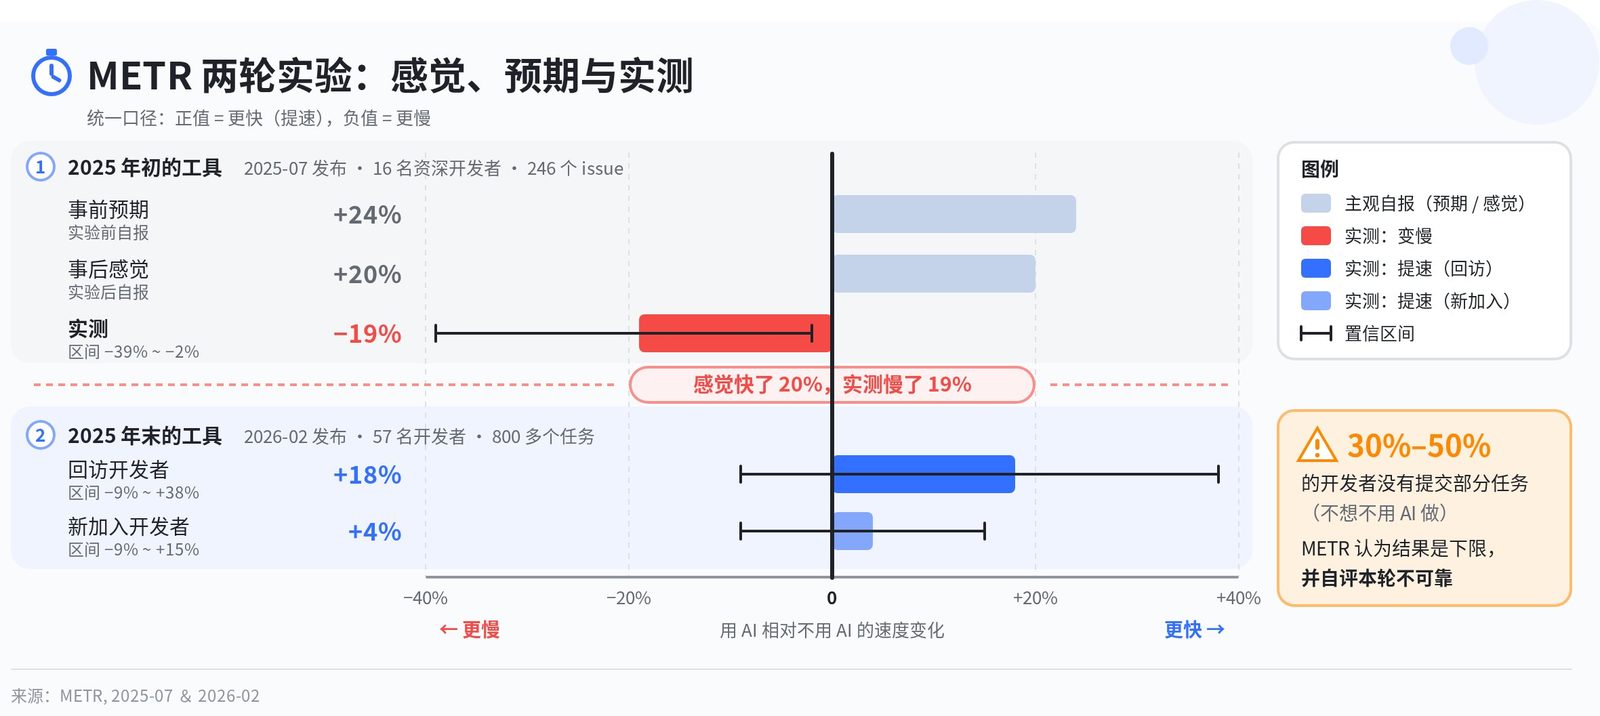 METR 两轮实验：感觉、预期与实测
统一口径：正值 = 更快（提速），负值 = 更慢
1 2025 年初的工具 2025-07 发布 · 16 名资深开发者 · 246 个 issue
事前预期 +24%
实验前自报
事后感觉 +20%
实验后自报
实测 −19%
区间 −39% ~ −2%
感觉快了 20%，实测慢了 19%
2 2025 年末的工具 2026-02 发布 · 57 名开发者 · 800 多个任务
回访开发者 +18%
区间 −9% ~ +38%
新加入开发者 +4%
区间 −9% ~ +15%
−40% −20% 0 +20% +40%
← 更慢 用 AI 相对不用 AI 的速度变化 更快 →
图例
主观自报（预期 / 感觉）
实测：变慢
实测：提速（回访）
实测：提速（新加入）
置信区间
30%–50%
的开发者没有提交部分任务
（不想不用 AI 做）
METR 认为结果是下限，
并自评本轮不可靠
来源：METR, 2025-07 & 2026-02